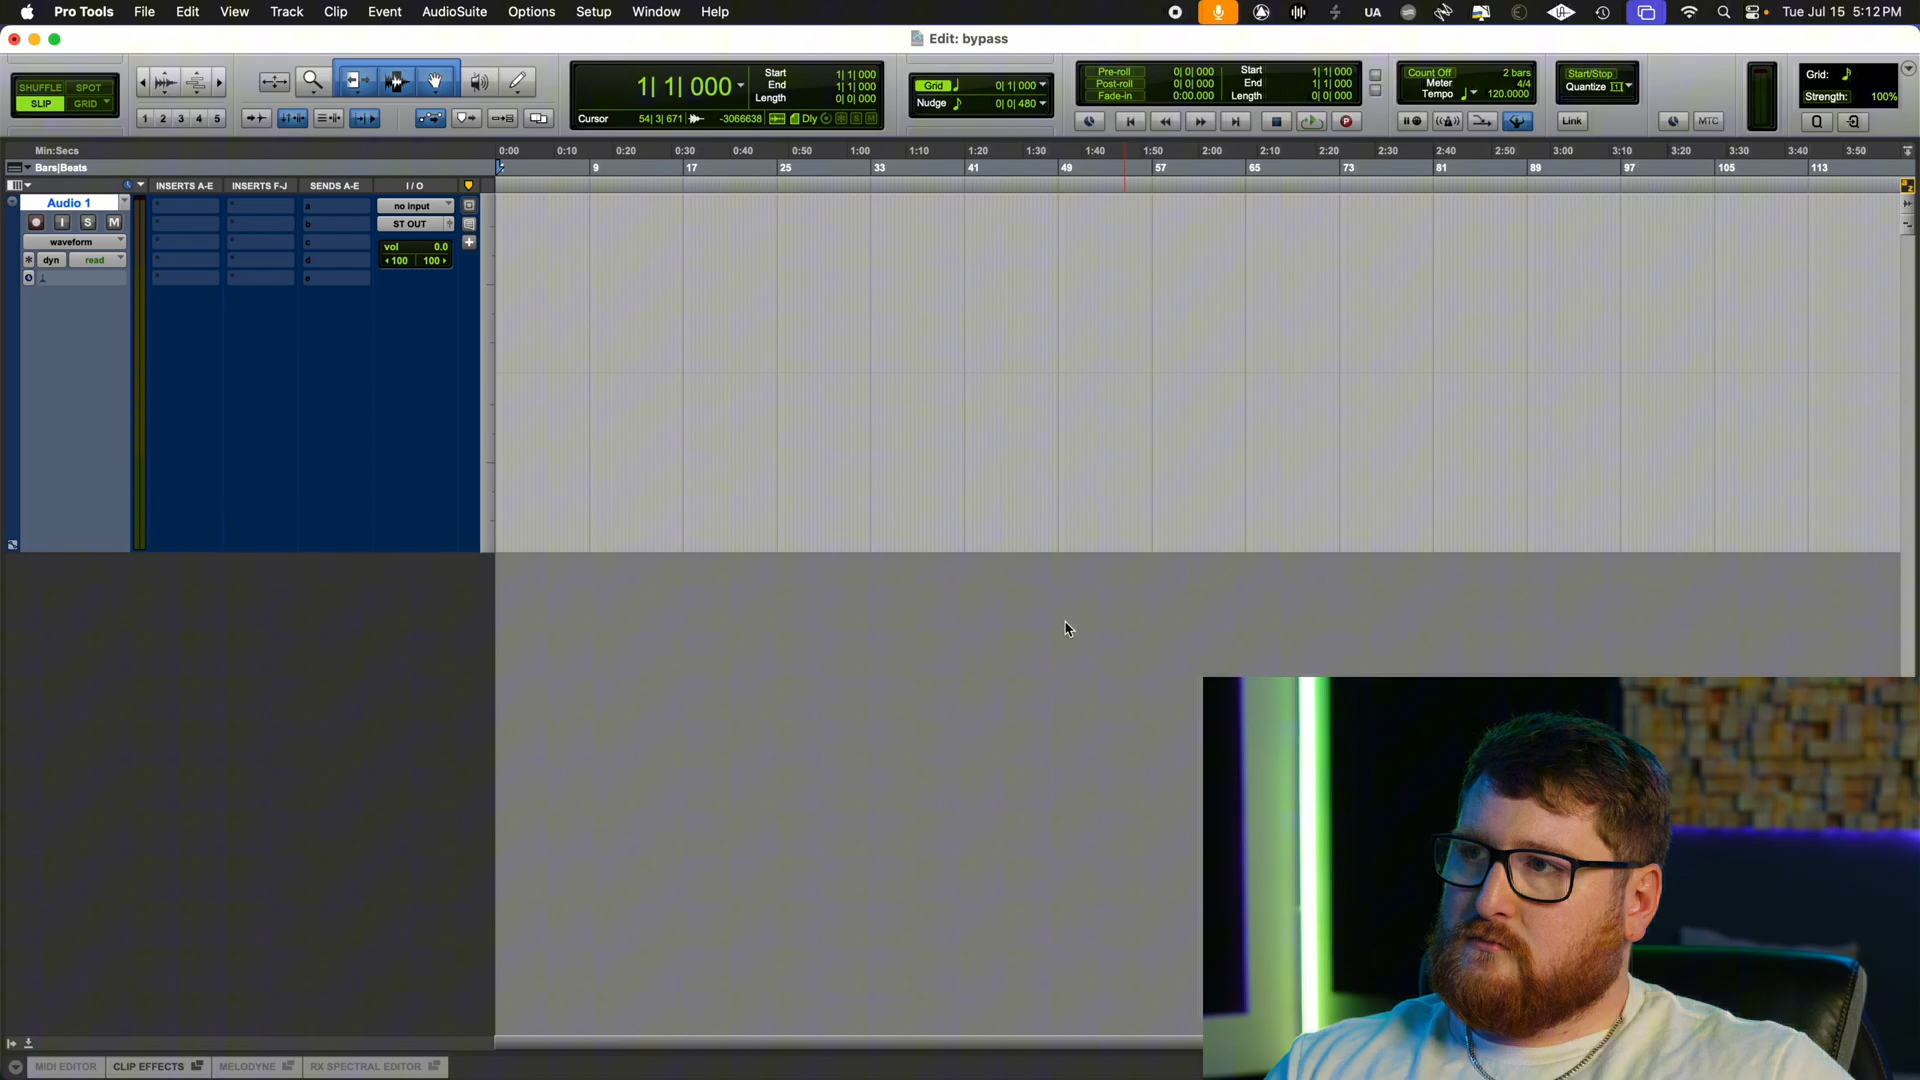 Pro Tools File Edit View Track Clip Event AudioSuite Options Setup Window Help UA Tue Jul 15 5:12 PM
Edit: bypass
SHUFFLE SPOT
SLIP GRID
1 2 3 4 5
1| 1| 000
Start 1| 1| 000
End 1| 1| 000
Length 0| 0| 000
Cursor 54| 3| 671 -3066638 Dly S M
Grid 0| 1| 000
Nudge 0| 0| 480
Pre-roll 0| 0| 000
Post-roll 0| 0| 000
Fade-in 0:00.000
Start 1| 1| 000
End 1| 1| 000
Length 0| 0| 000
P
Count Off 2 bars
Meter 4/4
Tempo 120.0000
Start/Stop
Quantize
Link MTC
Grid:
Strength: 100%
Q
Min:Secs 0:00 0:10 0:20 0:30 0:40 0:50 1:00 1:10 1:20 1:30 1:40 1:50 2:00 2:10 2:20 2:30 2:40 2:50 3:00 3:10 3:20 3:30 3:40 3:50
Bars|Beats 9 17 25 33 41 49 57 65 73 81 89 97 105 113
INSERTS A-E INSERTS F-J SENDS A-E I / O
Audio 1
I S M
waveform
dyn read
a
b
c
d
e
no input
ST OUT
vol 0.0
100 100
MIDI EDITOR CLIP EFFECTS MELODYNE RX SPECTRAL EDITOR